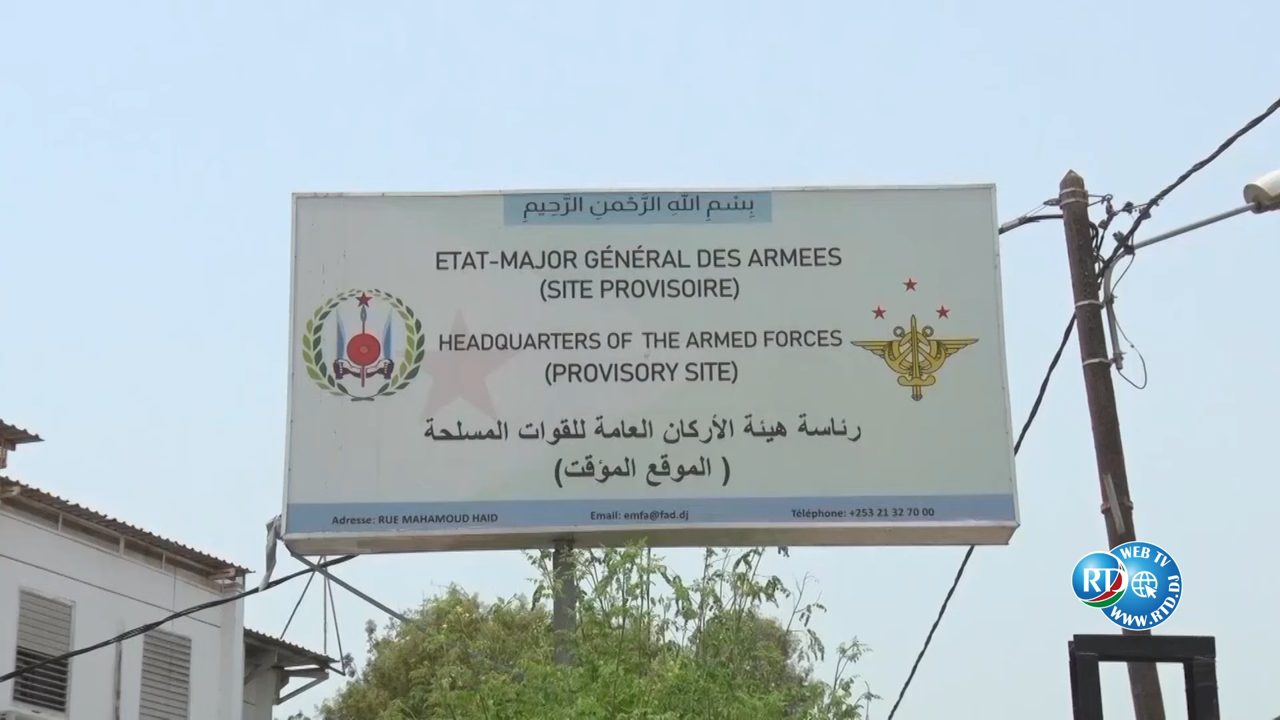 بِسْمِ اللهِ الرَّحْمنِ الرَّحِيمِ
ETAT-MAJOR GÉNÉRAL DES ARMEES
(SITE PROVISOIRE)
HEADQUARTERS OF THE ARMED FORCES
(PROVISORY SITE)
رئاسة هيئة الأركان العامة للقوات المسلحة
( الموقع المؤقت)
Adresse: RUE MAHAMOUD HAID
Email: emfa@fad.dj
Téléphone: +253 21 32 70 00
RTD
WEB TV
WWW.RTD.DJ